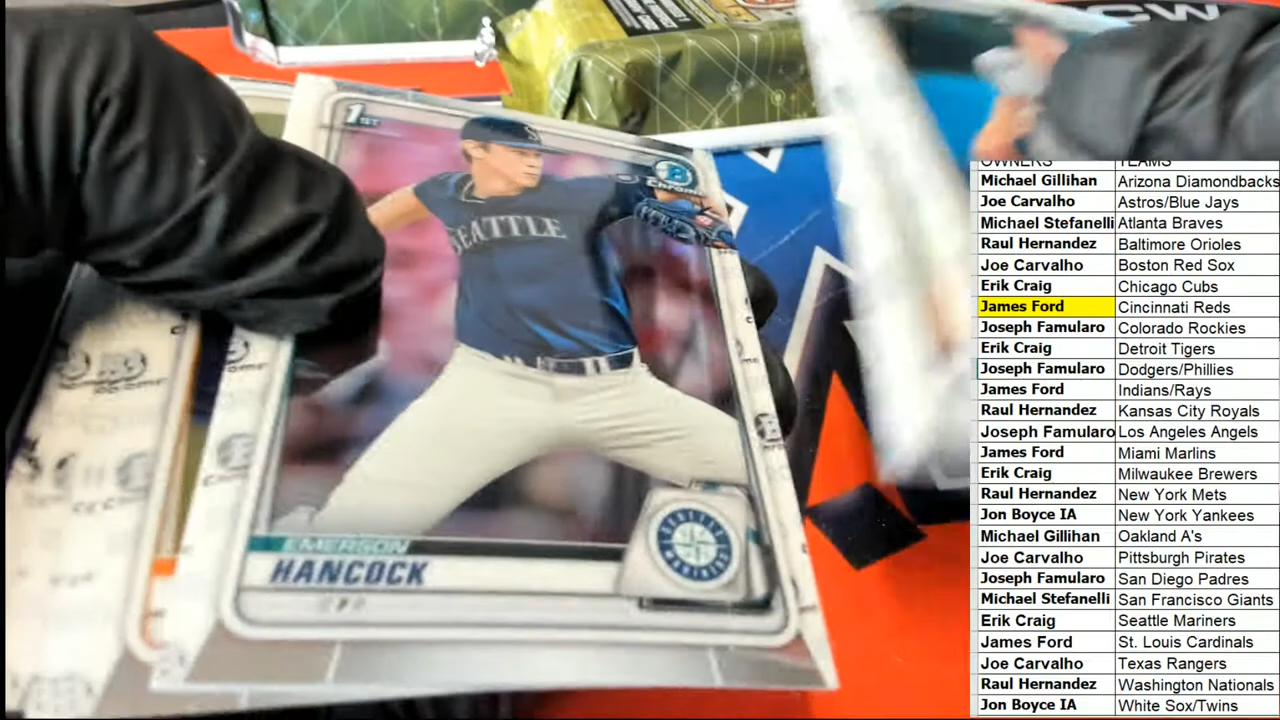 1ST
CHROME
SEATTLE
EMERSON
HANCOCK
CW
OWNERS TEAMS
Michael Gillihan Arizona Diamondbacks
Joe Carvalho Astros/Blue Jays
Michael Stefanelli Atlanta Braves
Raul Hernandez Baltimore Orioles
Joe Carvalho Boston Red Sox
Erik Craig Chicago Cubs
James Ford Cincinnati Reds
Joseph Famularo Colorado Rockies
Erik Craig Detroit Tigers
Joseph Famularo Dodgers/Phillies
James Ford Indians/Rays
Raul Hernandez Kansas City Royals
Joseph Famularo Los Angeles Angels
James Ford Miami Marlins
Erik Craig Milwaukee Brewers
Raul Hernandez New York Mets
Jon Boyce IA New York Yankees
Michael Gillihan Oakland A's
Joe Carvalho Pittsburgh Pirates
Joseph Famularo San Diego Padres
Michael Stefanelli San Francisco Giants
Erik Craig Seattle Mariners
James Ford St. Louis Cardinals
Joe Carvalho Texas Rangers
Raul Hernandez Washington Nationals
Jon Boyce IA White Sox/Twins